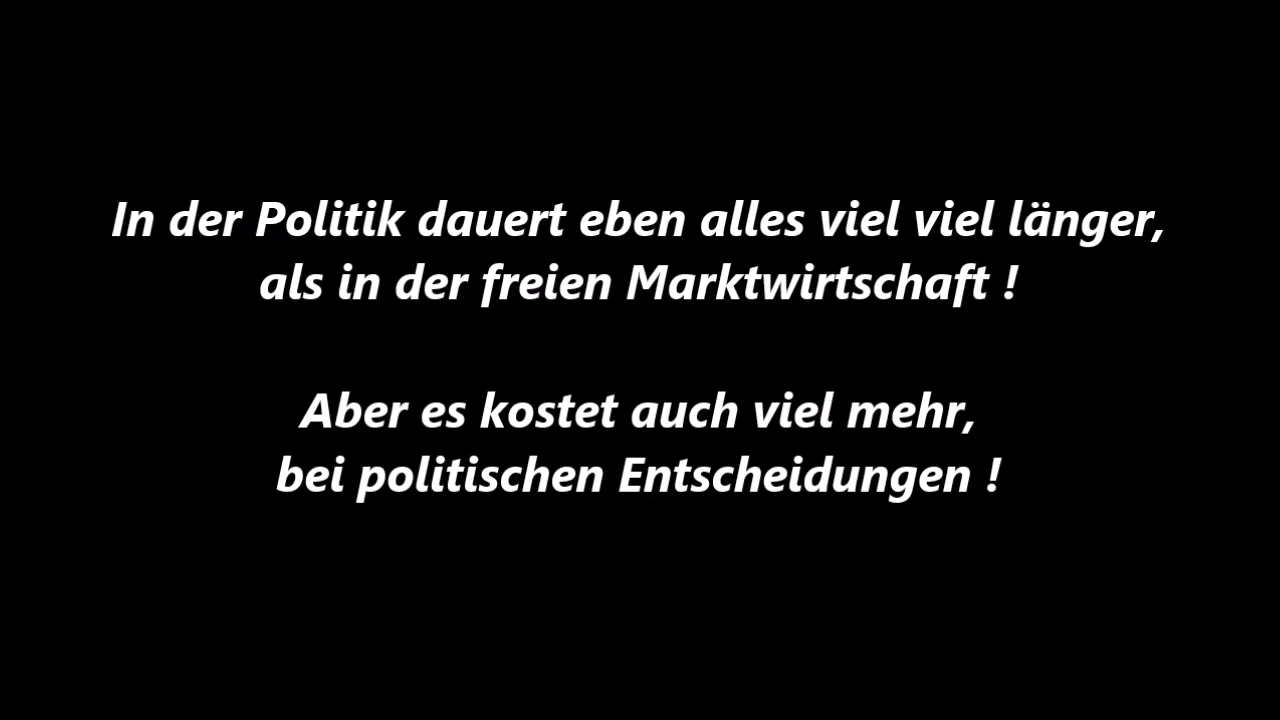 In der Politik dauert eben alles viel viel länger,
als in der freien Marktwirtschaft !
Aber es kostet auch viel mehr,
bei politischen Entscheidungen !